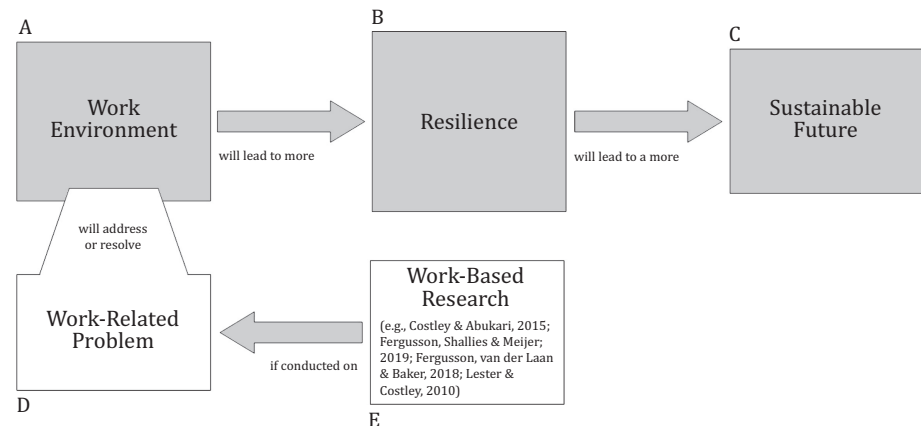 A
B
C
Work
Environment
will lead to more
Resilience
will lead to a more
Sustainable
Future
will address
or resolve
Work-Related
Problem
if conducted on
Work-Based
Research
(e.g., Costley & Abukari, 2015;
Fergusson, Shallies & Meijer;
2019; Fergusson, van der Laan
& Baker, 2018; Lester &
Costley, 2010)
D
E